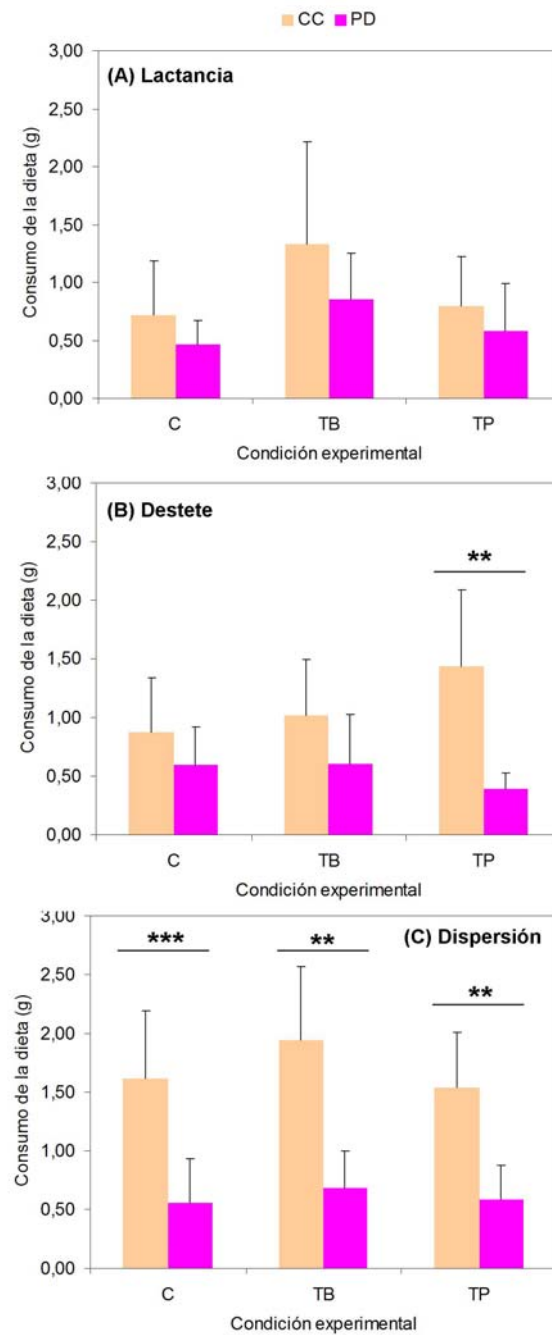 CC PD
(A) Lactancia
Consumo de la dieta (g)
3,00
2,50
2,00
1,50
1,00
0,50
0,00
C TB TP
Condición experimental
(B) Destete
Consumo de la dieta (g)
3,00
2,50
2,00
1,50
1,00
0,50
0,00
**
C TB TP
Condición experimental
(C) Dispersión
Consumo de la dieta (g)
3,00
2,50
2,00
1,50
1,00
0,50
0,00
*** ** **
C TB TP
Condición experimental